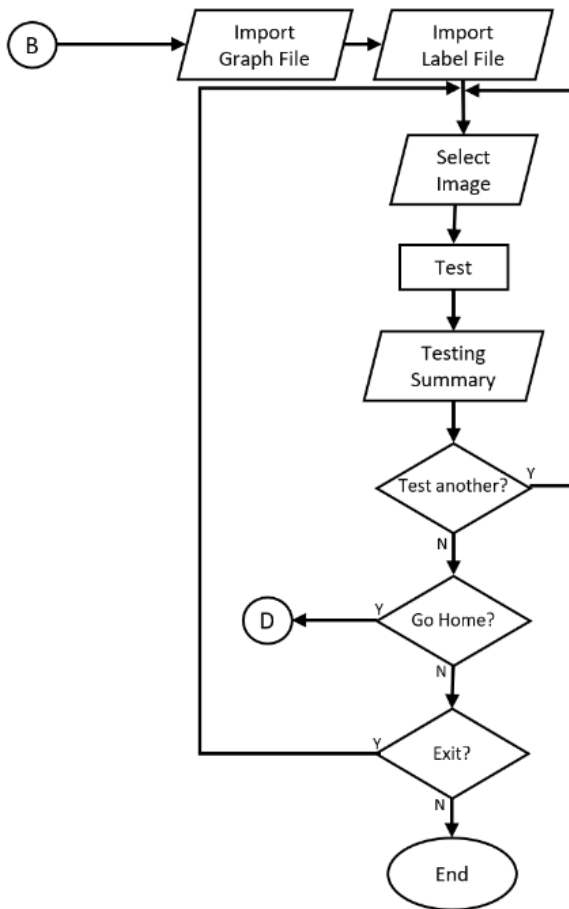 B
Import
Graph File
Import
Label File
Select
Image
Test
Testing
Summary
Test another?
Y
N
D
Y
Go Home?
N
Y
Exit?
N
End